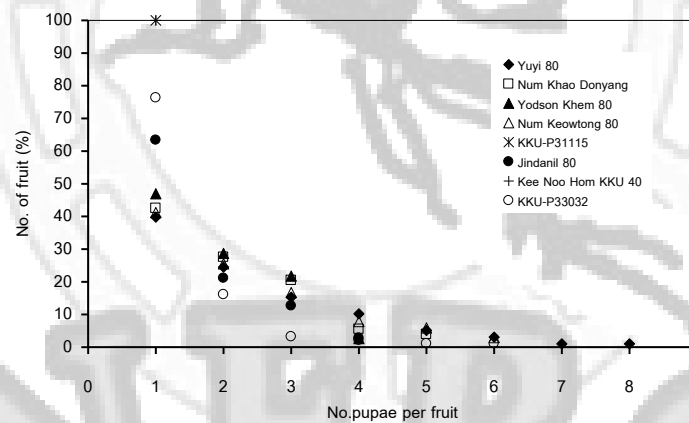 No. of fruit (%)
100
90
80
70
60
50
40
30
20
10
0
Yuyi 80
Num Khao Donyang
Yodson Khem 80
Num Keowtong 80
KKU-P31115
Jindanil 80
Kee Noo Hom KKU 40
KKU-P33032
0 1 2 3 4 5 6 7 8
No.pupae per fruit